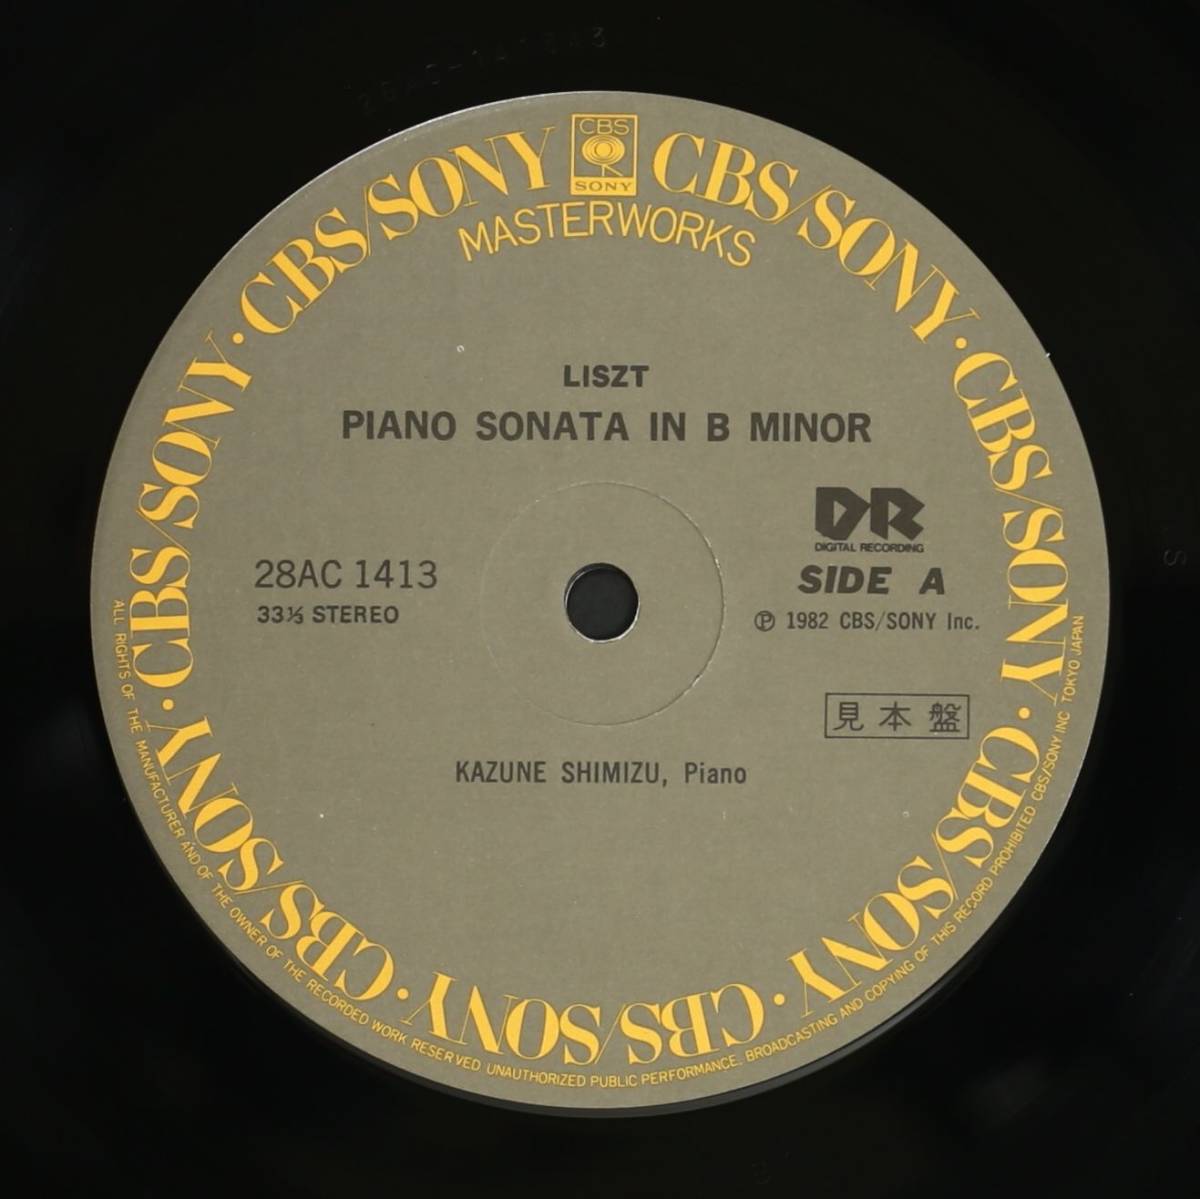 CBS/SONY · CBS/SONY · CBS/SONY · CBS/SONY · CBS/SONY · CBS/SONY · CBS/SONY · CBS/SONY
CBS
SONY
MASTERWORKS
LISZT
PIANO SONATA IN B MINOR
DR
DIGITAL RECORDING
28AC 1413
SIDE A
33⅓ STEREO
℗ 1982 CBS/SONY Inc.
見本盤
KAZUNE SHIMIZU, Piano
ALL RIGHTS OF THE MANUFACTURER AND OF THE OWNER OF THE RECORDED WORK RESERVED UNAUTHORIZED PUBLIC PERFORMANCE. BROADCASTING AND COPYING OF THIS RECORD PROHIBITED CBS/SONY INC TOKYO JAPAN